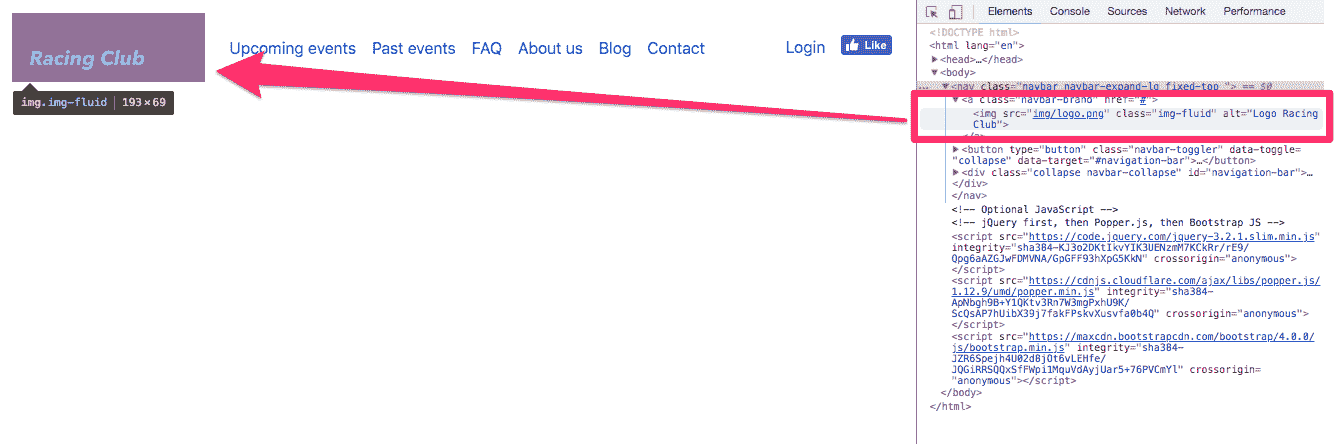 Racing Club
Upcoming events Past events FAQ About us Blog Contact
Login Like
img.img-fluid | 193 × 69
Elements Console Sources Network Performance
<!DOCTYPE html>
<html lang="en">
<head>…</head>
<body>
<nav class="navbar navbar-expand-lg fixed-top "> == $0
<a class="navbar-brand" href="#">
<img src="img/logo.png" class="img-fluid" alt="Logo Racing
Club">
<button type="button" class="navbar-toggler" data-toggle=
"collapse" data-target="#navigation-bar">…</button>
<div class="collapse navbar-collapse" id="navigation-bar">…
</div>
</nav>
<!-- Optional JavaScript -->
<!-- jQuery first, then Popper.js, then Bootstrap JS -->
<script src="https://code.jquery.com/jquery-3.2.1.slim.min.js"
integrity="sha384-KJ3o2DKtIkvYIK3UENzmM7KCkRr/rE9/
Qpg6aAZGJwFDMVNA/GpGFF93hXpG5KkN" crossorigin="anonymous">
</script>
<script src="https://cdnjs.cloudflare.com/ajax/libs/popper.js/
1.12.9/umd/popper.min.js" integrity="sha384-
ApNbgh9B+Y1QKtv3Rn7W3mgPxhU9K/
ScQsAP7hUibX39j7fakFPskvXusvfa0b4Q" crossorigin="anonymous">
</script>
<script src="https://maxcdn.bootstrapcdn.com/bootstrap/4.0.0/
js/bootstrap.min.js" integrity="sha384-
JZR6Spejh4U02d8jOt6vLEHfe/
JQGiRRSQQxSfFWpi1MquVdAyjUar5+76PVCmYl" crossorigin=
"anonymous"></script>
</body>
</html>